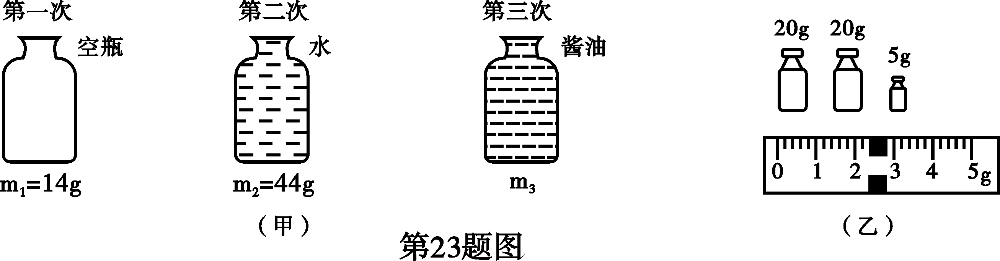 第一次 第二次 第三次
20g 20g
5g
空瓶 水 酱油
0 1 2 3 4 5g
m₁=14g m₂=44g m₃
（甲） （乙）
第23题图